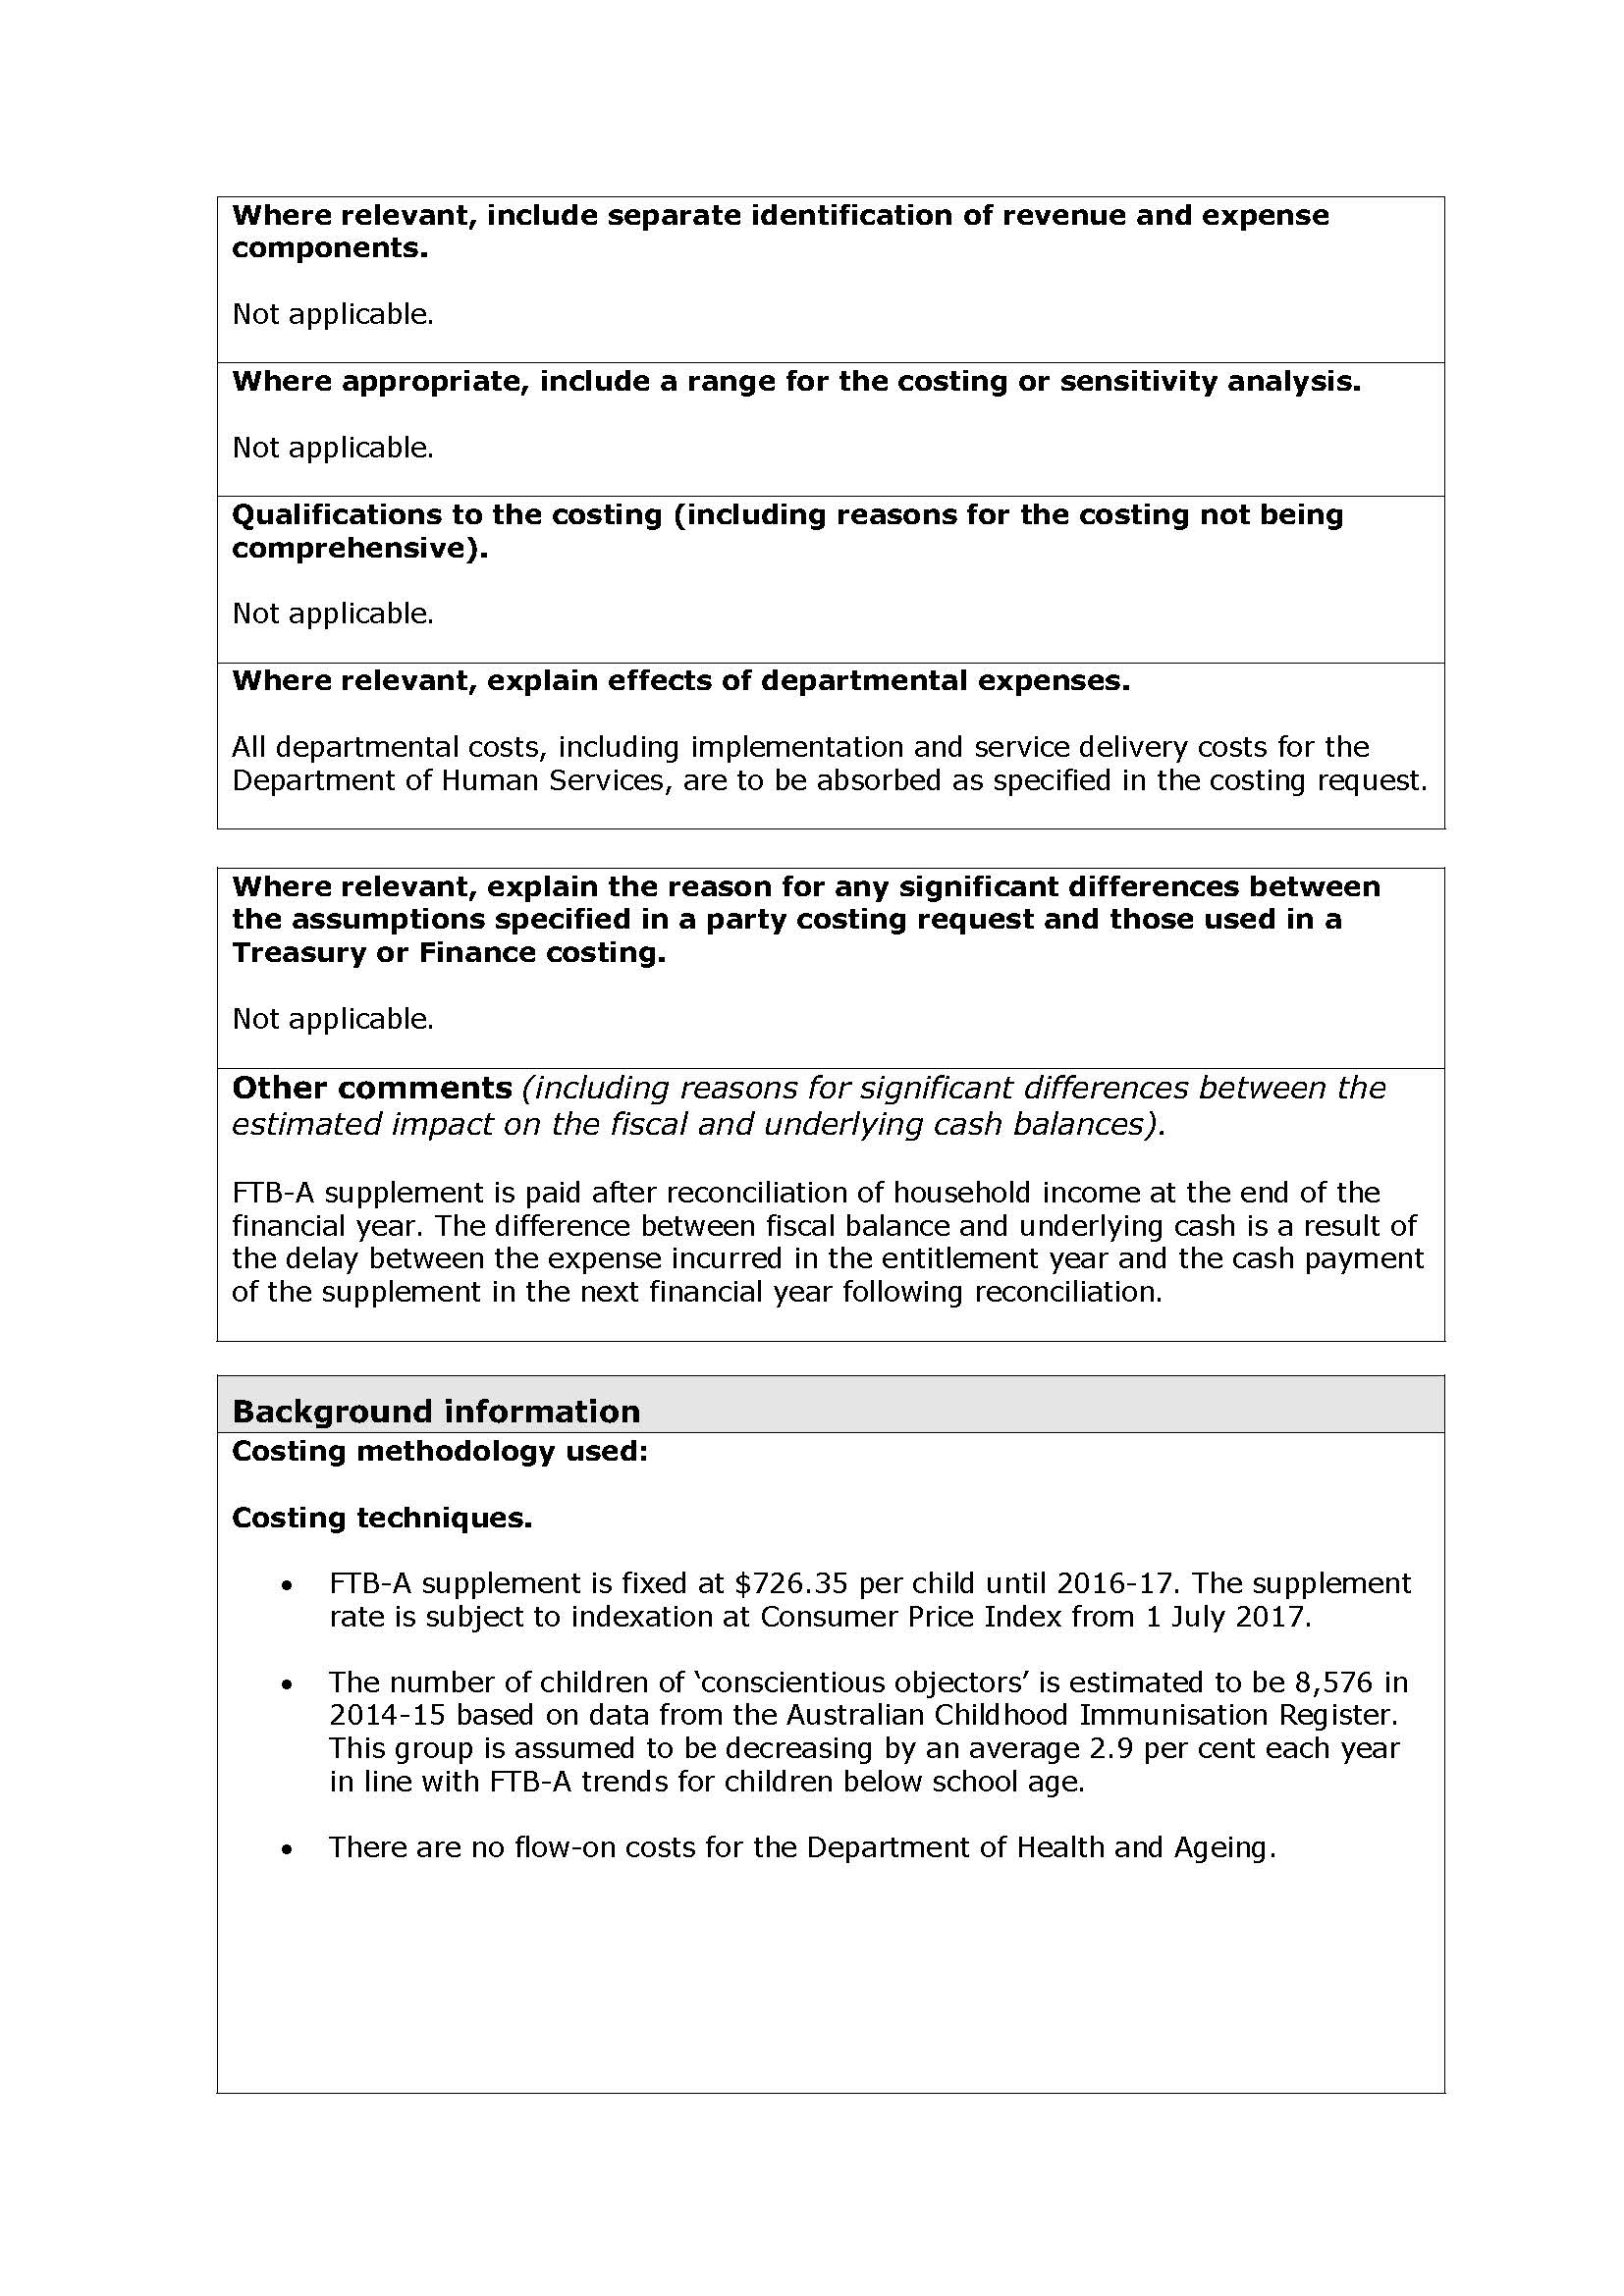 Where relevant, include separate identification of revenue and expense
components.
Not applicable.
Where appropriate, include a range for the costing or sensitivity analysis.
Not applicable.
Qualifications to the costing (including reasons for the costing not being
comprehensive).
Not applicable.
Where relevant, explain effects of departmental expenses.
All departmental costs, including implementation and service delivery costs for the
Department of Human Services, are to be absorbed as specified in the costing request.
Where relevant, explain the reason for any significant differences between
the assumptions specified in a party costing request and those used in a
Treasury or Finance costing.
Not applicable.
Other comments (including reasons for significant differences between the
estimated impact on the fiscal and underlying cash balances).
FTB-A supplement is paid after reconciliation of household income at the end of the
financial year. The difference between fiscal balance and underlying cash is a result of
the delay between the expense incurred in the entitlement year and the cash payment
of the supplement in the next financial year following reconciliation.
Background information
Costing methodology used:
Costing techniques.
• FTB-A supplement is fixed at $726.35 per child until 2016-17. The supplement
rate is subject to indexation at Consumer Price Index from 1 July 2017.
• The number of children of ‘conscientious objectors’ is estimated to be 8,576 in
2014-15 based on data from the Australian Childhood Immunisation Register.
This group is assumed to be decreasing by an average 2.9 per cent each year
in line with FTB-A trends for children below school age.
• There are no flow-on costs for the Department of Health and Ageing.